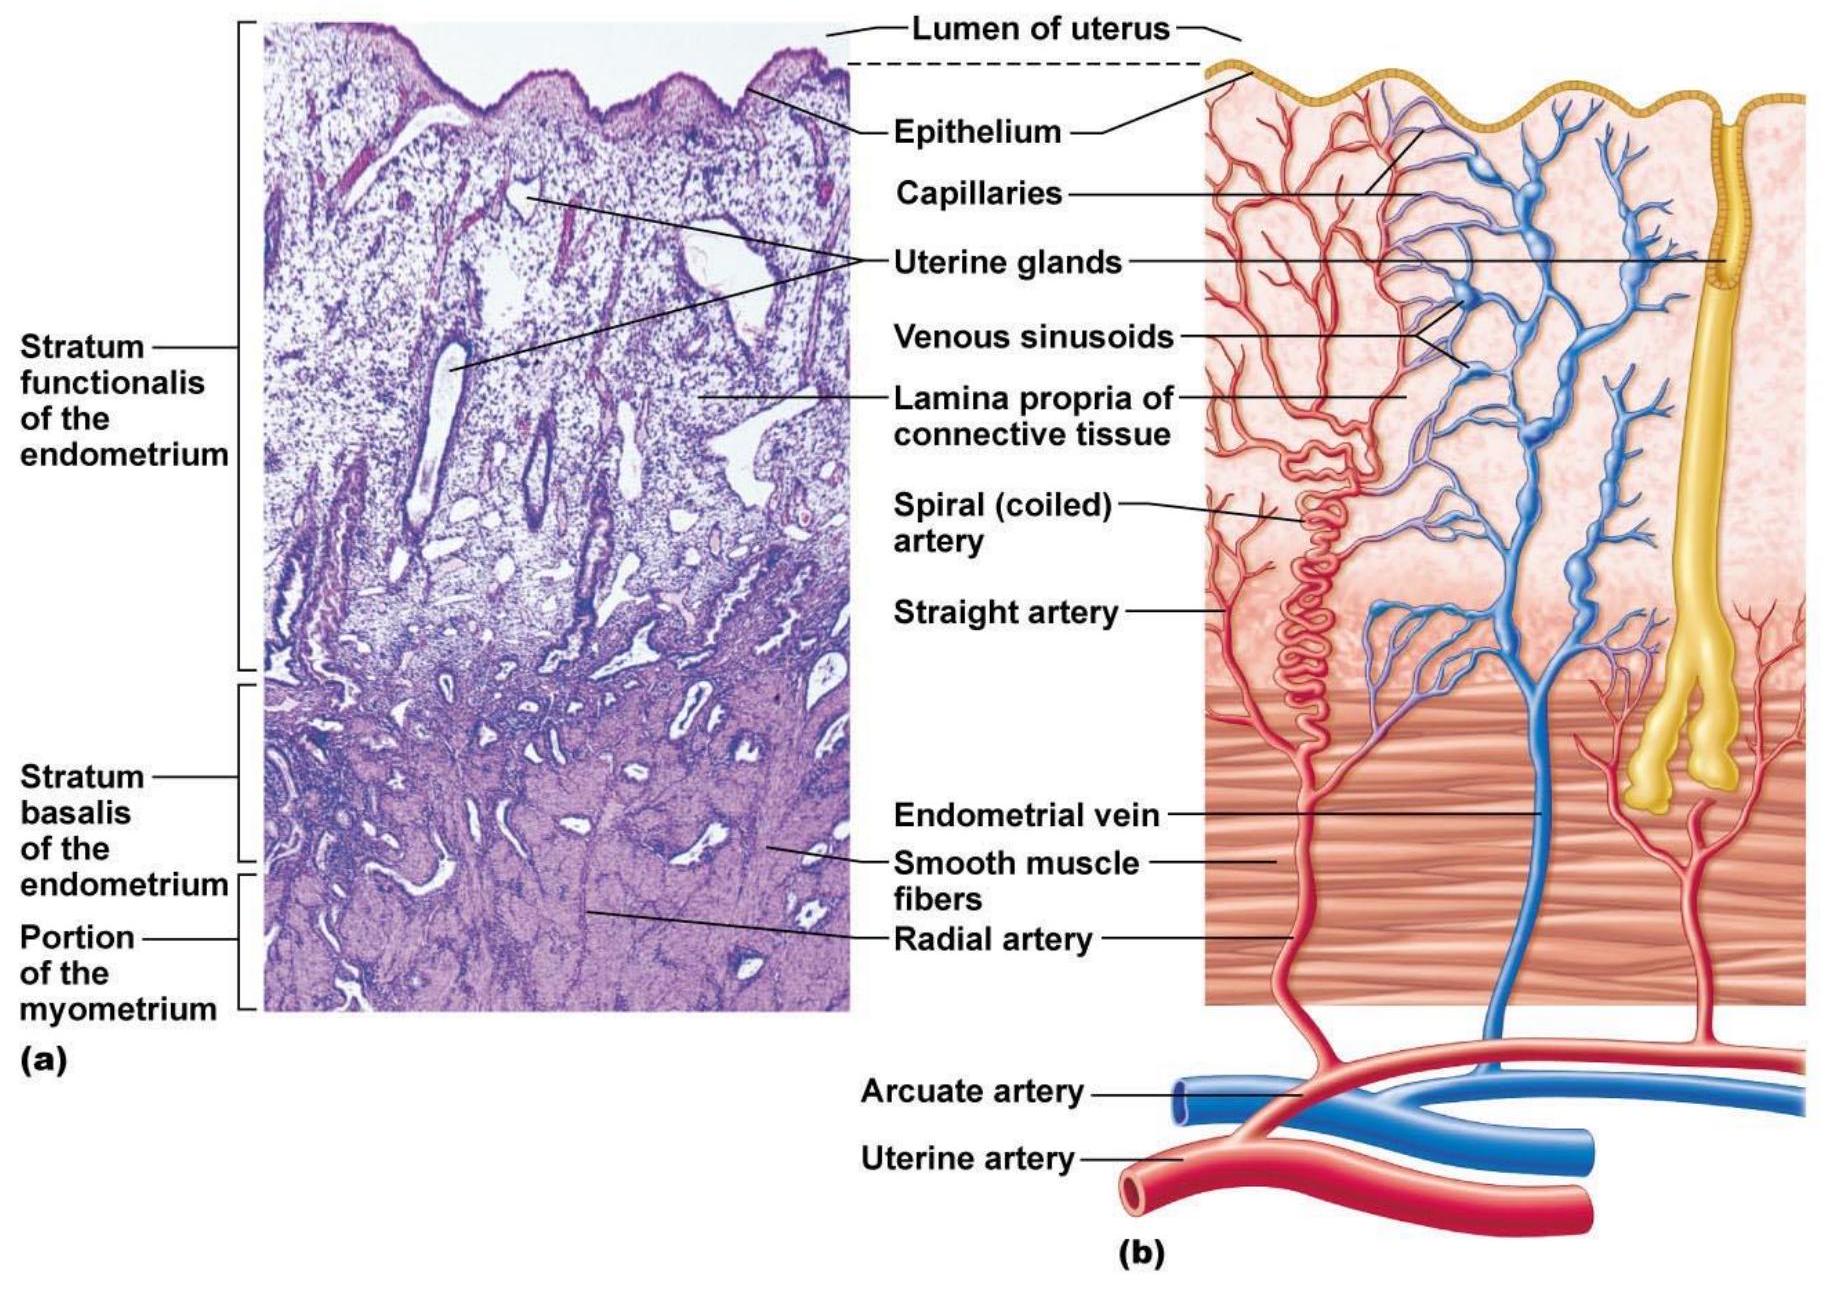 Lumen of uterus
Epithelium
Capillaries
Uterine glands
Venous sinusoids
Stratum
functionalis
of the
endometrium
Lamina propria of
connective tissue
Spiral (coiled)
artery
Straight artery
Stratum
basalis
of the
endometrium
Endometrial vein
Smooth muscle
fibers
Portion
of the
myometrium
Radial artery
(a)
Arcuate artery
Uterine artery
(b)